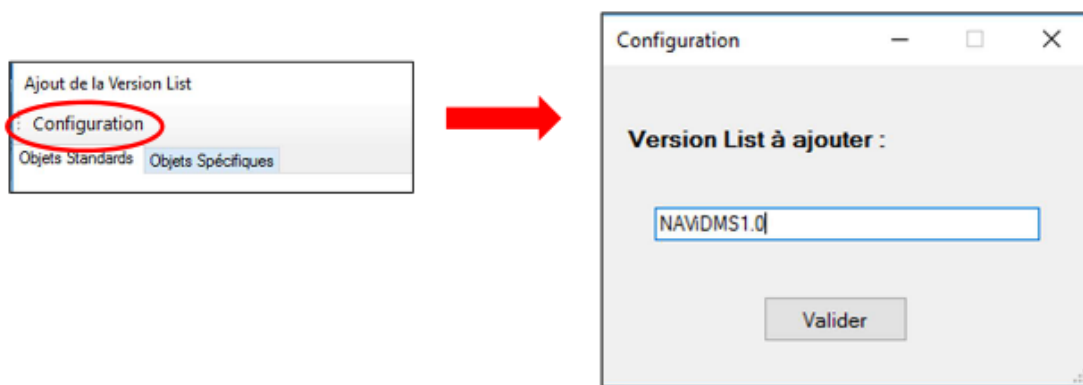 Ajout de la Version List
Configuration
Objets Standards Objets Spécifiques
Configuration
Version List à ajouter :
NAViDMS1.0
Valider